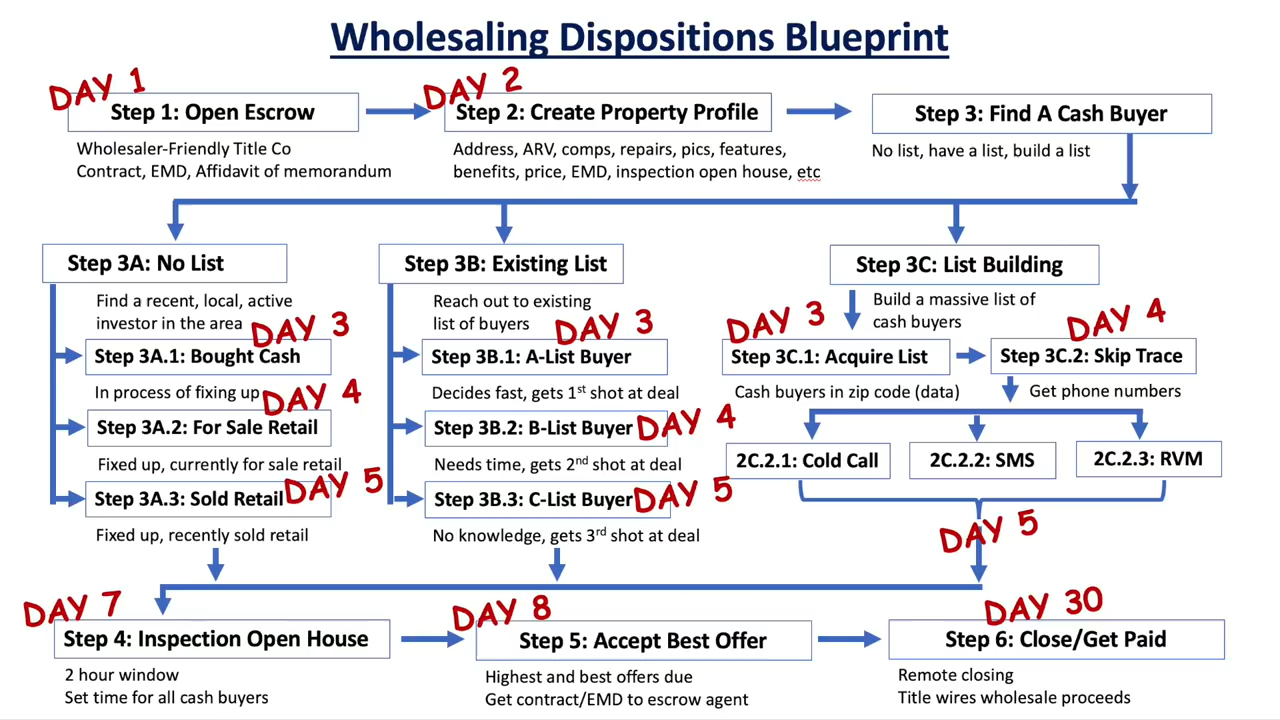 Wholesaling Dispositions Blueprint
DAY 1
Step 1: Open Escrow
Wholesaler-Friendly Title Co
Contract, EMD, Affidavit of memorandum
DAY 2
Step 2: Create Property Profile
Address, ARV, comps, repairs, pics, features,
benefits, price, EMD, inspection open house, etc
Step 3: Find A Cash Buyer
No list, have a list, build a list
Step 3A: No List
Find a recent, local, active
investor in the area
DAY 3
Step 3A.1: Bought Cash
In process of fixing up
DAY 4
Step 3A.2: For Sale Retail
Fixed up, currently for sale retail
DAY 5
Step 3A.3: Sold Retail
Fixed up, recently sold retail
Step 3B: Existing List
Reach out to existing
list of buyers
DAY 3
Step 3B.1: A-List Buyer
Decides fast, gets 1st shot at deal
Step 3B.2: B-List Buyer
DAY 4
Needs time, gets 2nd shot at deal
Step 3B.3: C-List Buyer
DAY 5
No knowledge, gets 3rd shot at deal
Step 3C: List Building
Build a massive list of
cash buyers
DAY 3
Step 3C.1: Acquire List
Cash buyers in zip code (data)
DAY 4
Step 3C.2: Skip Trace
Get phone numbers
2C.2.1: Cold Call
2C.2.2: SMS
2C.2.3: RVM
DAY 5
DAY 7
Step 4: Inspection Open House
2 hour window
Set time for all cash buyers
DAY 8
Step 5: Accept Best Offer
Highest and best offers due
Get contract/EMD to escrow agent
DAY 30
Step 6: Close/Get Paid
Remote closing
Title wires wholesale proceeds